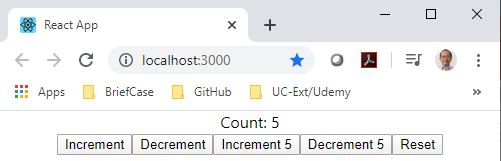 React App
localhost:3000
Apps BriefCase GitHub UC-Ext/Udemy
Count: 5
Increment Decrement Increment 5 Decrement 5 Reset